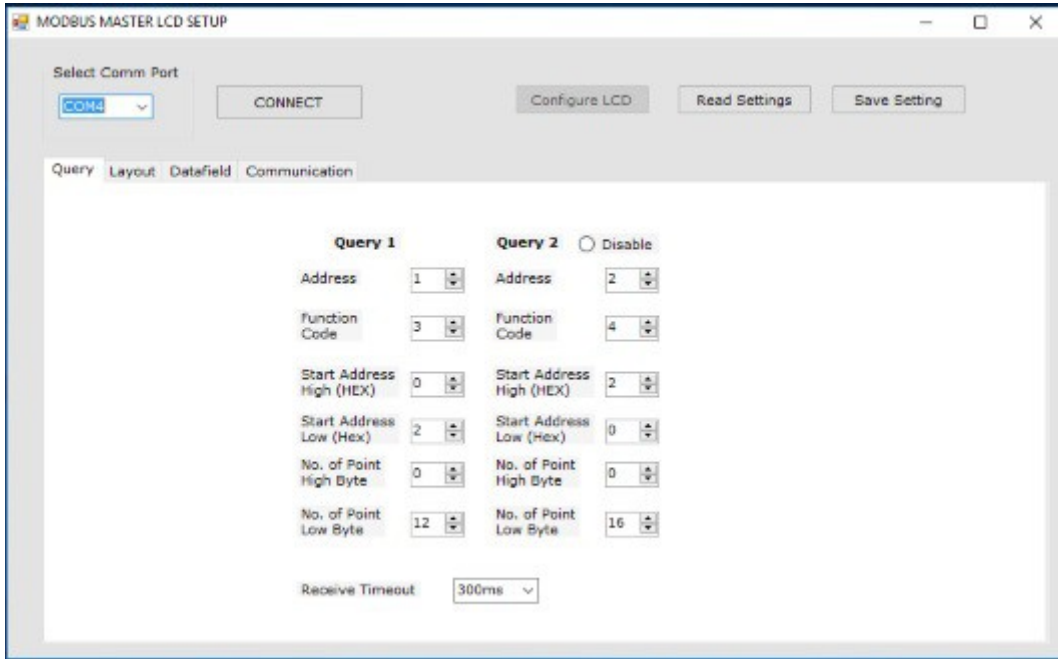 MODBUS MASTER LCD SETUP
Select Comm Port
COM4
CONNECT
Configure LCD
Read Settings
Save Setting
Query Layout Datafield Communication
Query 1
Query 2 Disable
Address 1
Address 2
Function
Code 3
Function
Code 4
Start Address
High (HEX) 0
Start Address
High (HEX) 2
Start Address
Low (Hex) 2
Start Address
Low (Hex) 0
No. of Point
High Byte 0
No. of Point
High Byte 0
No. of Point
Low Byte 12
No. of Point
Low Byte 16
Receive Timeout 300ms